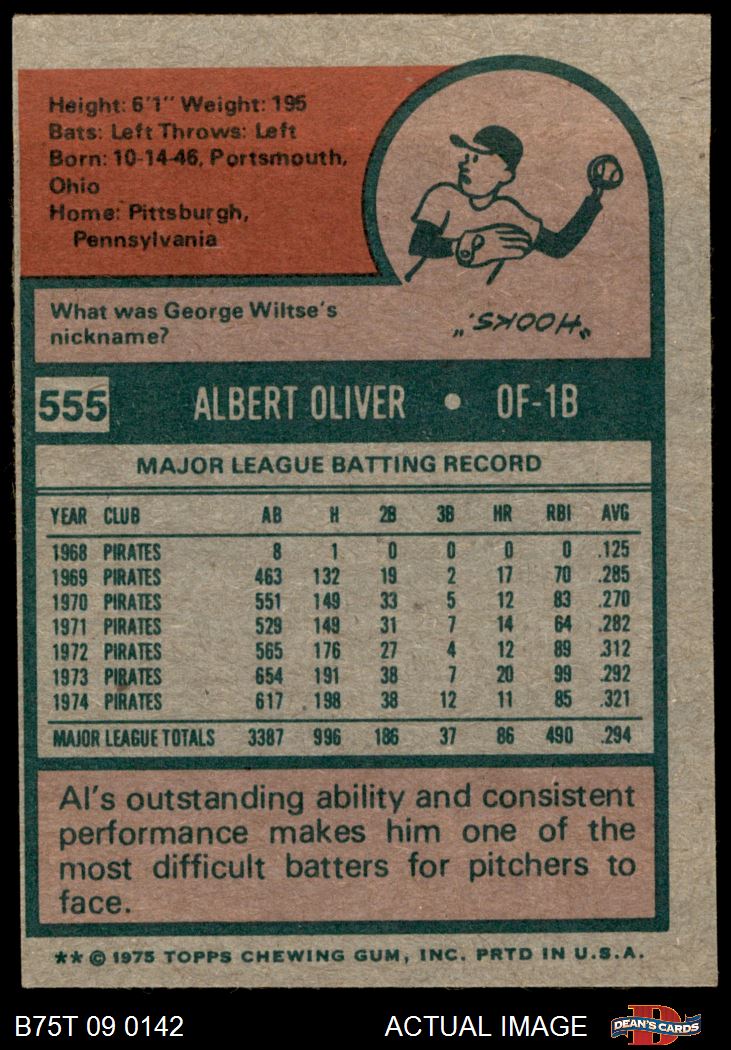 Height: 6'1" Weight: 195
Bats: Left Throws: Left
Born: 10-14-46, Portsmouth,
Ohio
Home: Pittsburgh,
Pennsylvania
What was George Wiltse's
nickname?
"HOOKS."
555 ALBERT OLIVER • OF-1B
MAJOR LEAGUE BATTING RECORD
YEAR CLUB AB H 2B 3B HR RBI AVG
1968 PIRATES 8 1 0 0 0 0 .125
1969 PIRATES 463 132 19 2 17 70 .285
1970 PIRATES 551 149 33 5 12 83 .270
1971 PIRATES 529 149 31 7 14 64 .282
1972 PIRATES 565 176 27 4 12 89 .312
1973 PIRATES 654 191 38 7 20 99 .292
1974 PIRATES 617 198 38 12 11 85 .321
MAJOR LEAGUE TOTALS 3387 996 186 37 86 490 .294
Al's outstanding ability and consistent
performance makes him one of the
most difficult batters for pitchers to
face.
** © 1975 TOPPS CHEWING GUM, INC. PRTD IN U.S.A.
B75T 09 0142 ACTUAL IMAGE DEAN'S CARDS